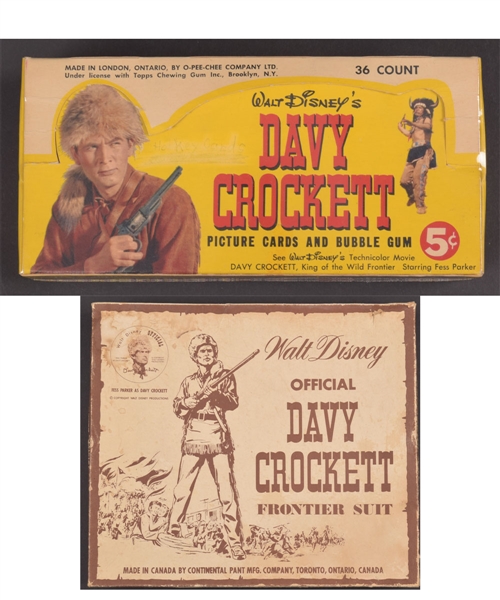 MADE IN LONDON, ONTARIO, BY O-PEE-CHEE COMPANY LTD.
Under license with Topps Chewing Gum Inc., Brooklyn, N.Y.
36 COUNT
WALT DISNEY'S
DAVY
CROCKETT
PICTURE CARDS AND BUBBLE GUM
5¢
See WALT DISNEY'S Technicolor Movie
DAVY CROCKETT, King of the Wild Frontier Starring Fess Parker
Walt Disney
OFFICIAL
FESS PARKER AS DAVY CROCKETT
Walt Disney
OFFICIAL
DAVY
CROCKETT
FRONTIER SUIT
MADE IN CANADA BY CONTINENTAL PANT MFG. COMPANY, TORONTO, ONTARIO, CANADA